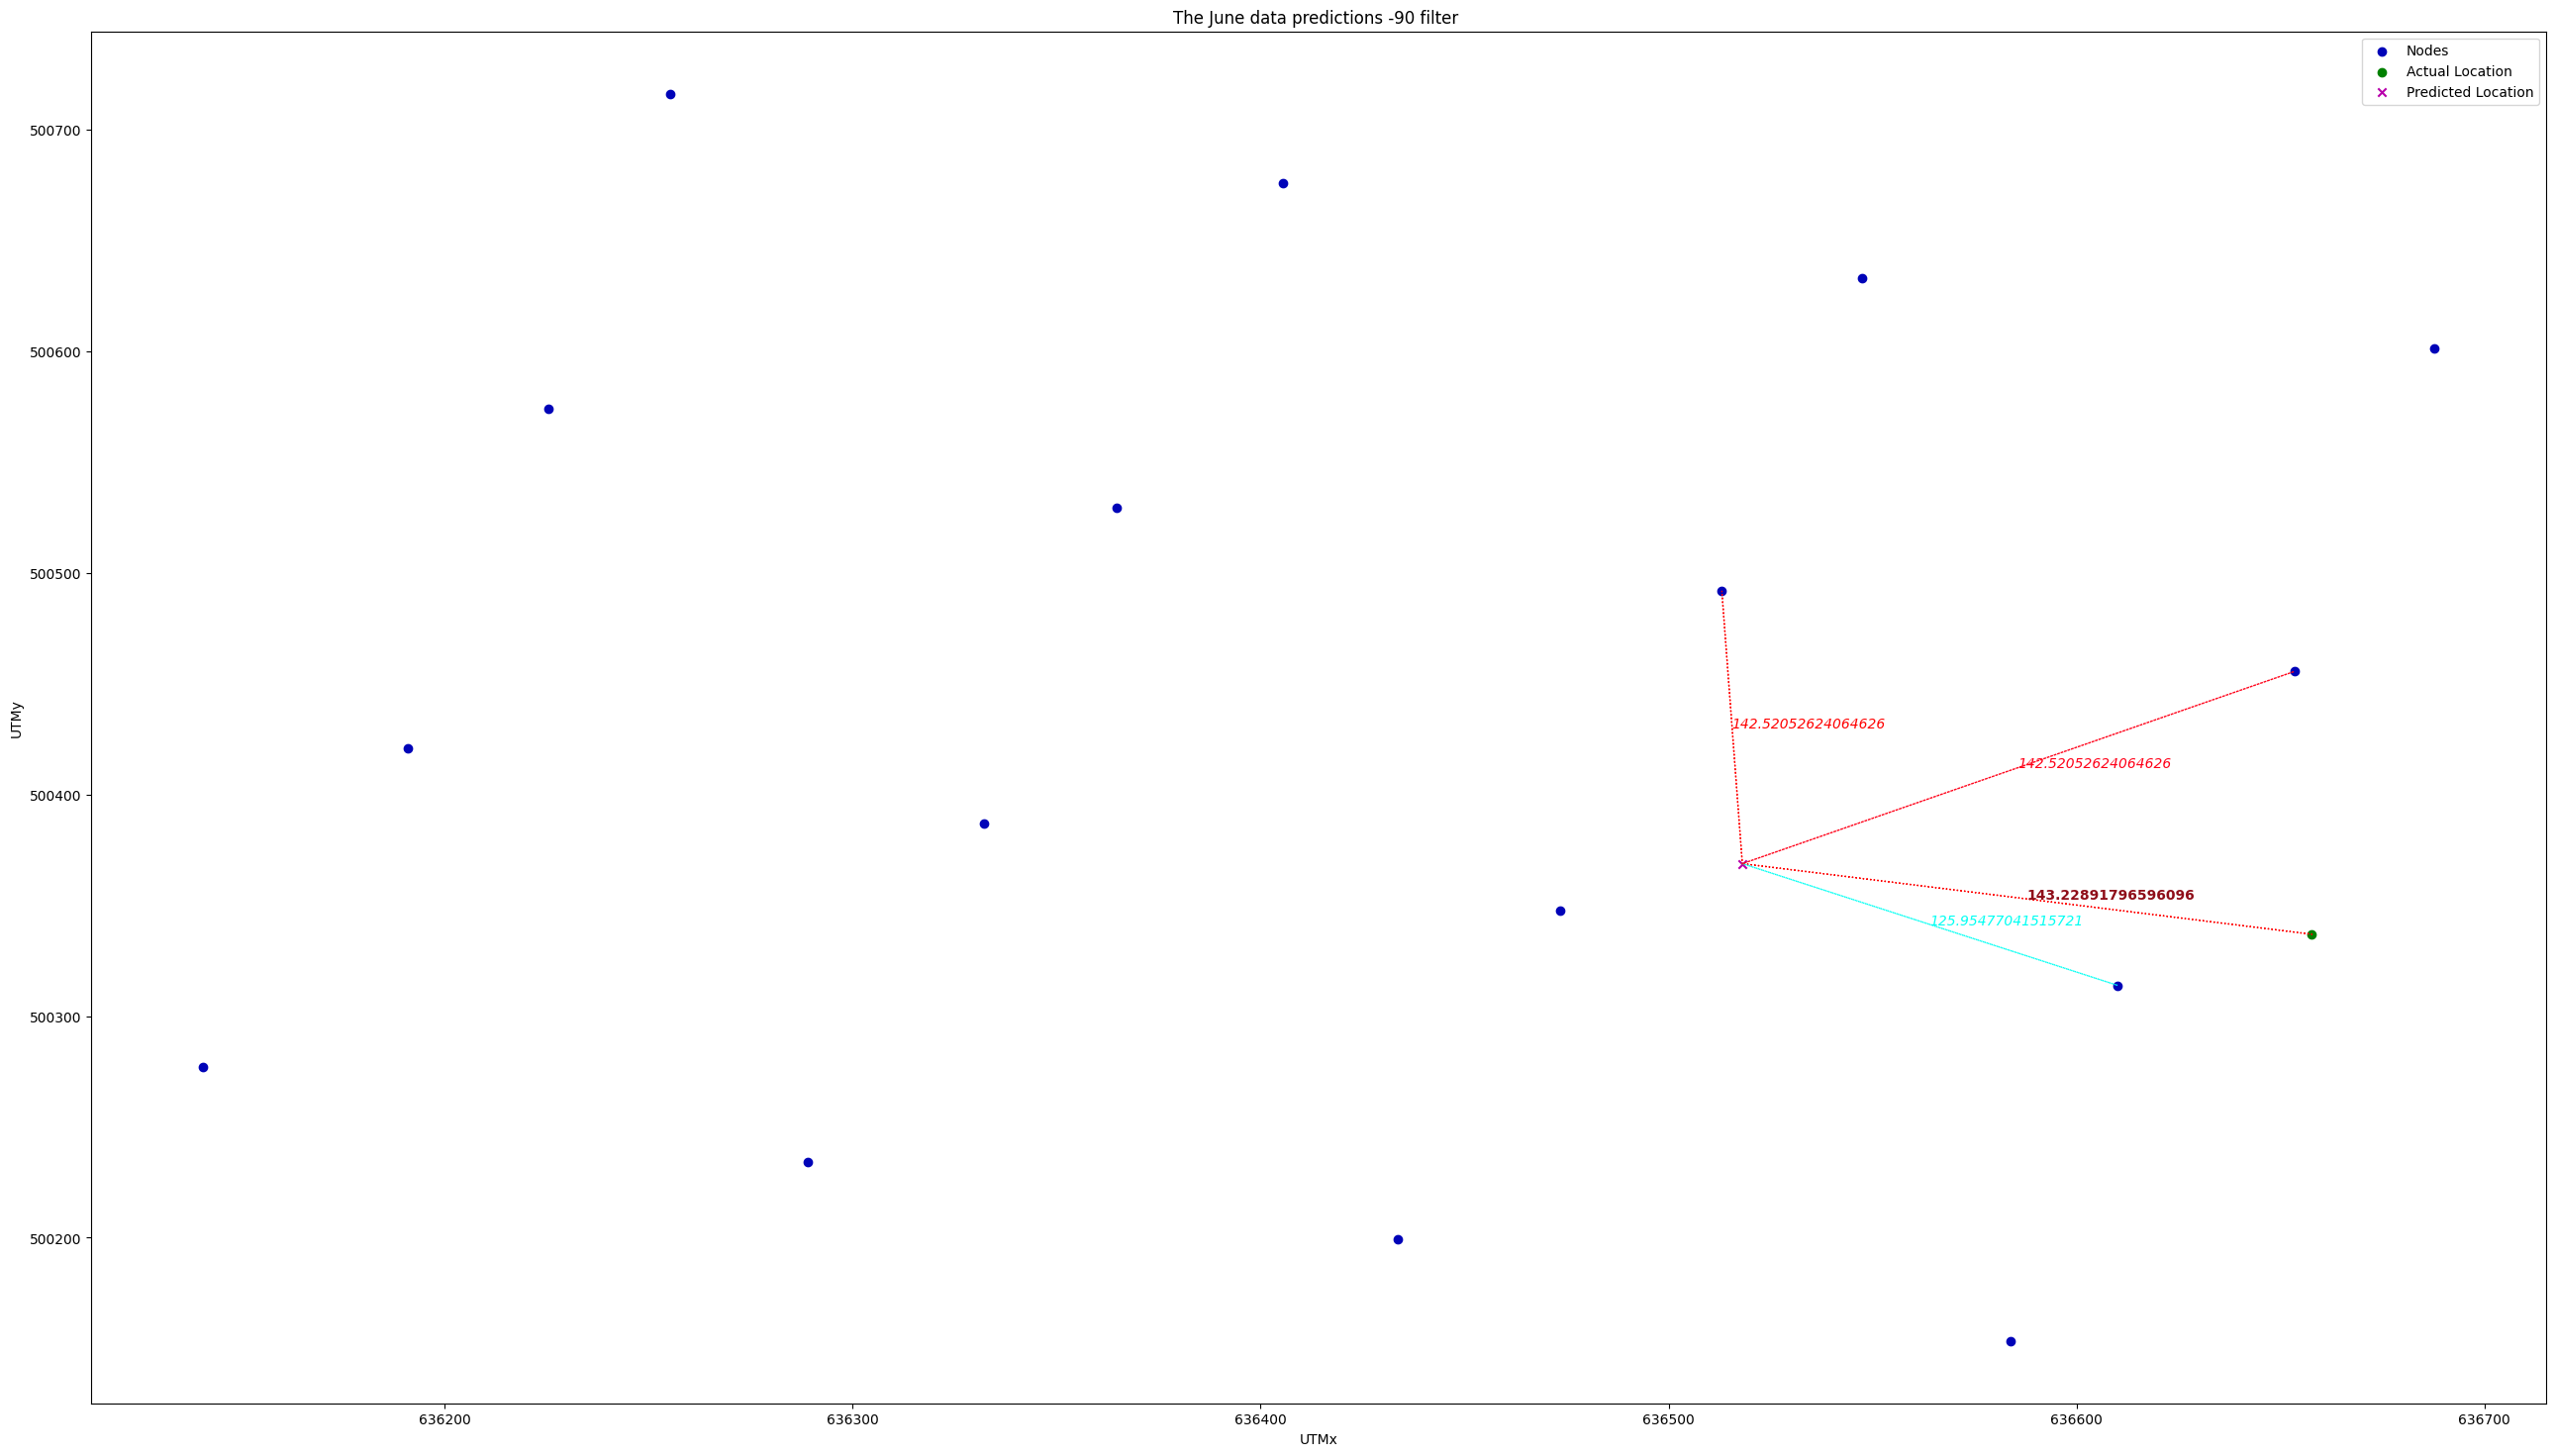 The June data predictions -90 filter
Nodes
Actual Location
Predicted Location
500700
500600
500500
500400
500300
500200
UTMy
142.52052624064626
142.52052624064626
143.22891796596096
125.95477041515721
636200
636300
636400
636500
636600
636700
UTMx